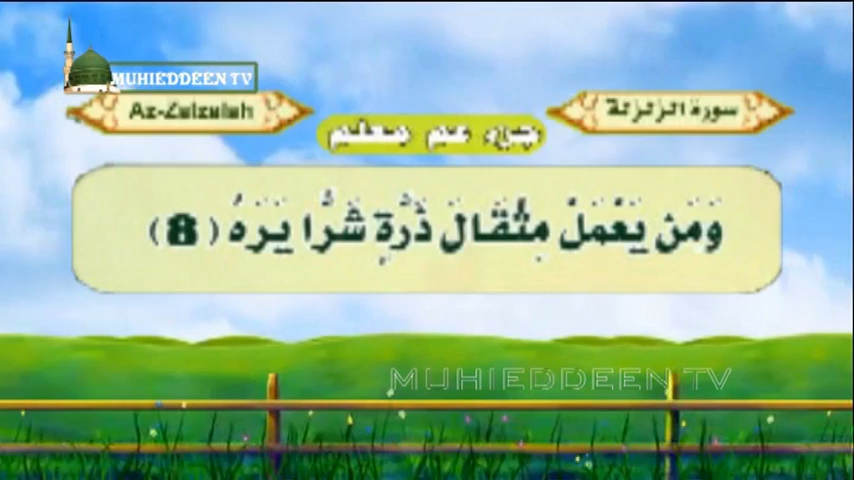 MUHIEDDEEN TV
Az-Zalzalah
جزء عم معلم
سورة الزلزلة
وَمَن يَعْمَلْ مِثْقَالَ ذَرَّةٍ شَرًّا يَرَهُ (8)
MUHIEDDEEN TV